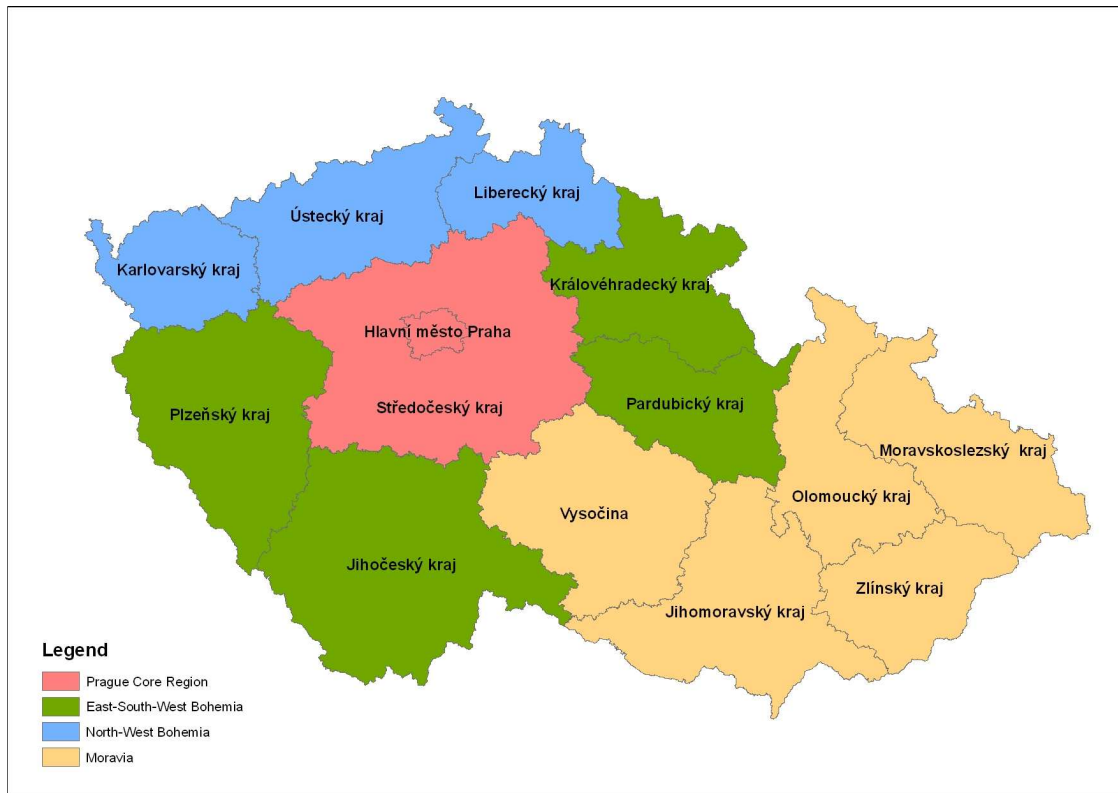 Liberecký kraj
Ústecký kraj
Karlovarský kraj
Královéhradecký kraj
Hlavní město Praha
Středočeský kraj
Pardubický kraj
Plzeňský kraj
Moravskoslezský kraj
Olomoucký kraj
Vysočina
Jihočeský kraj
Zlínský kraj
Jihomoravský kraj
Legend
Prague Core Region
East-South-West Bohemia
North-West Bohemia
Moravia